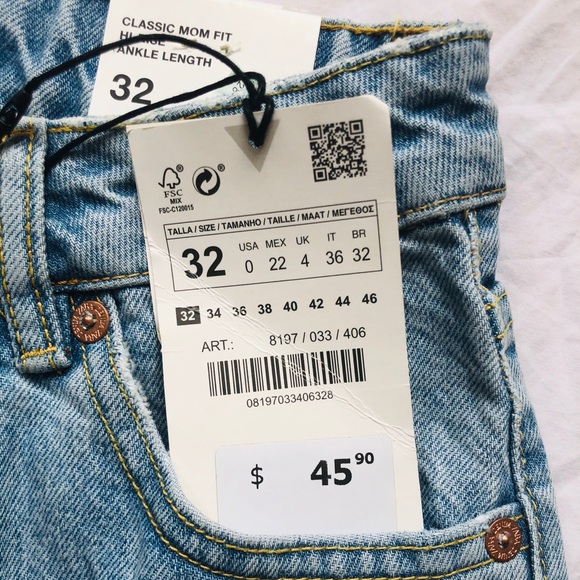 CLASSIC MOM FIT
ANKLE LENGTH
32
FSC
MIX
FSC-C120015
TALLA / SIZE / TAMANHO / TAILLE / MAAT / ΜΕΓΕΘΟΣ
32
USA MEX UK IT BR
0 22 4 36 32
32 34 36 38 40 42 44 46
ART.: 8197 / 033 / 406
08197033406328
$ 45⁹⁰